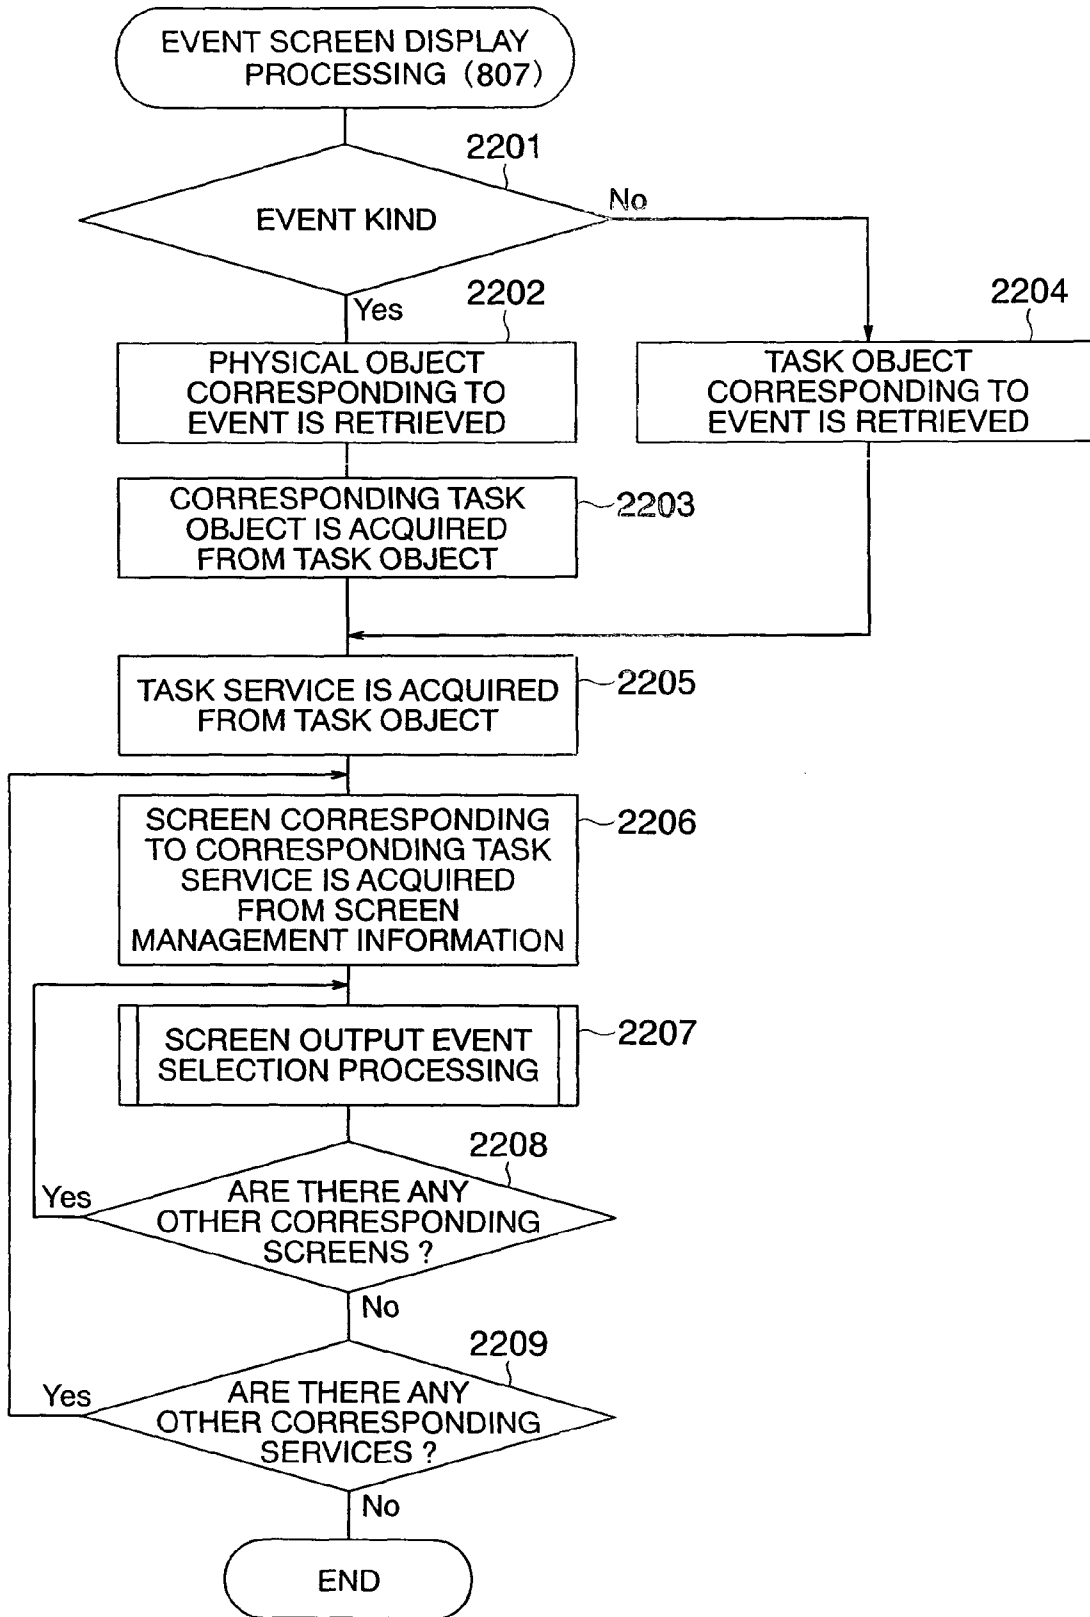 EVENT SCREEN DISPLAY
PROCESSING (807)
2201
EVENT KIND
No
Yes
2202
PHYSICAL OBJECT
CORRESPONDING TO
EVENT IS RETRIEVED
2204
TASK OBJECT
CORRESPONDING TO
EVENT IS RETRIEVED
CORRESPONDING TASK
OBJECT IS ACQUIRED
FROM TASK OBJECT
2203
TASK SERVICE IS ACQUIRED
FROM TASK OBJECT
2205
SCREEN CORRESPONDING
TO CORRESPONDING TASK
SERVICE IS ACQUIRED
FROM SCREEN
MANAGEMENT INFORMATION
2206
SCREEN OUTPUT EVENT
SELECTION PROCESSING
2207
2208
Yes
ARE THERE ANY
OTHER CORRESPONDING
SCREENS ?
No
2209
Yes
ARE THERE ANY
OTHER CORRESPONDING
SERVICES ?
No
END